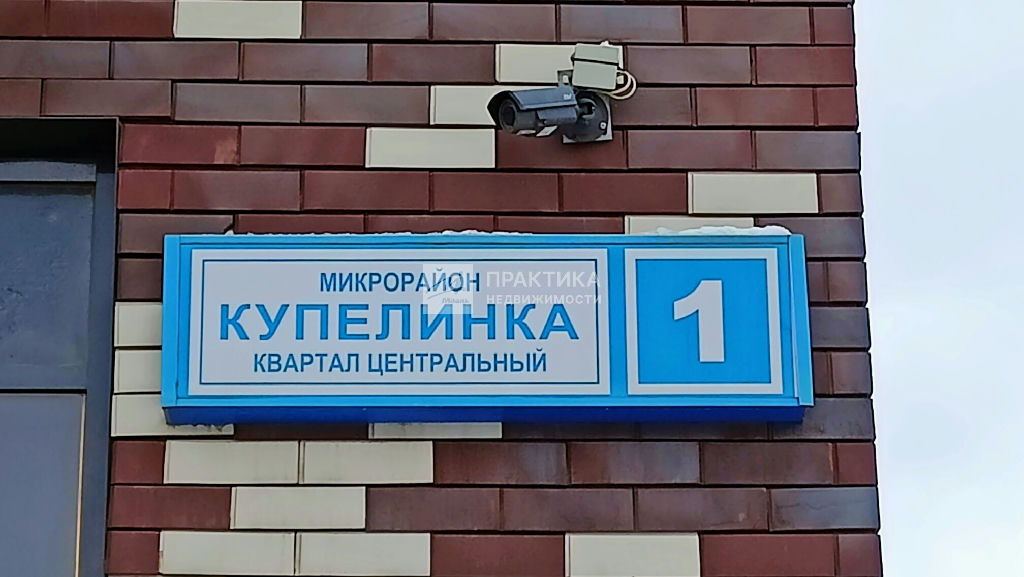 МИКРОРАЙОН
КУПЕЛИНКА
КВАРТАЛ ЦЕНТРАЛЬНЫЙ
1
ПРАКТИКА
НЕДВИЖИМОСТИ